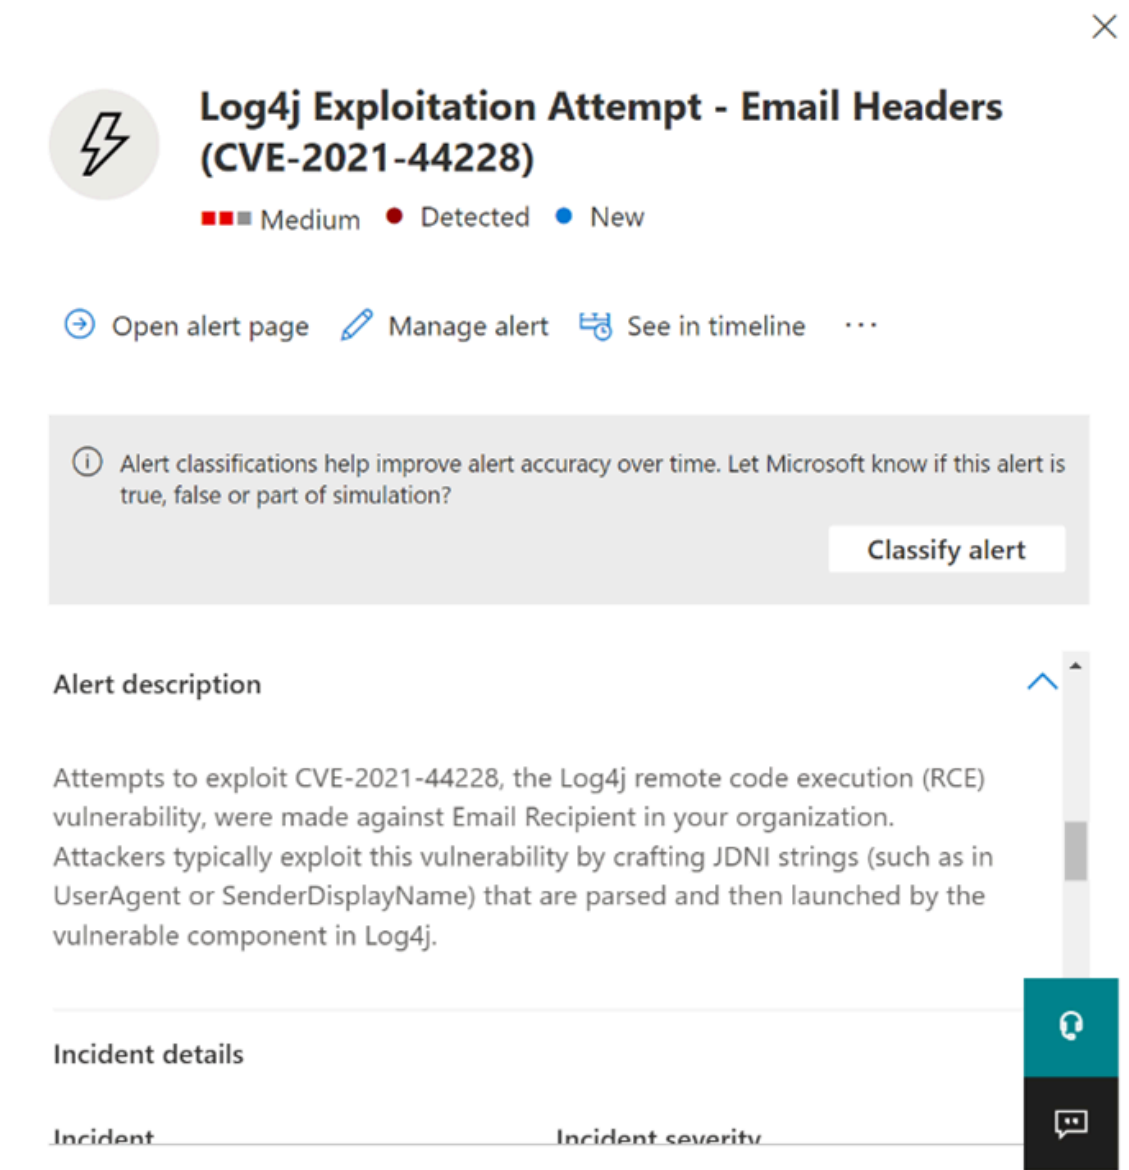 Log4j Exploitation Attempt - Email Headers
(CVE-2021-44228)
Medium Detected New
Open alert page Manage alert See in timeline ...
Alert classifications help improve alert accuracy over time. Let Microsoft know if this alert is
true, false or part of simulation?
Classify alert
Alert description
Attempts to exploit CVE-2021-44228, the Log4j remote code execution (RCE)
vulnerability, were made against Email Recipient in your organization.
Attackers typically exploit this vulnerability by crafting JDNI strings (such as in
UserAgent or SenderDisplayName) that are parsed and then launched by the
vulnerable component in Log4j.
Incident details
Incident Incident severity